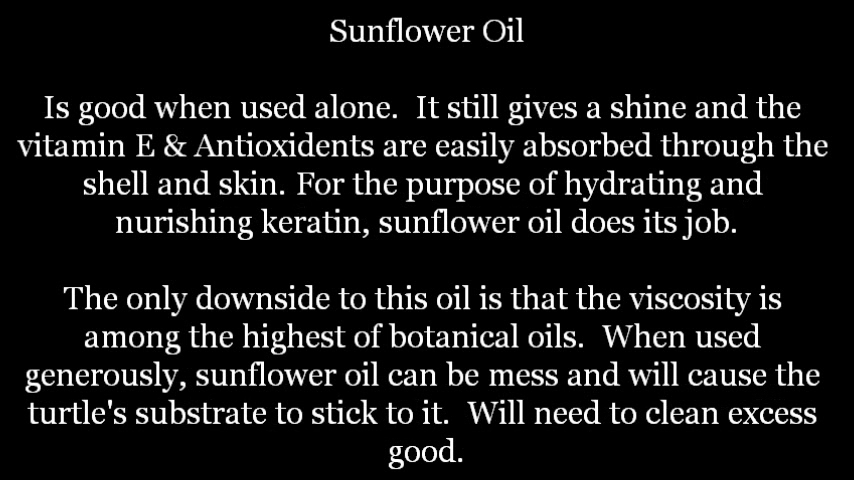 Sunflower Oil
Is good when used alone.  It still gives a shine and the
vitamin E & Antioxidents are easily absorbed through the
shell and skin. For the purpose of hydrating and
nurishing keratin, sunflower oil does its job.
The only downside to this oil is that the viscosity is
among the highest of botanical oils.  When used
generously, sunflower oil can be mess and will cause the
turtle's substrate to stick to it.  Will need to clean excess
good.